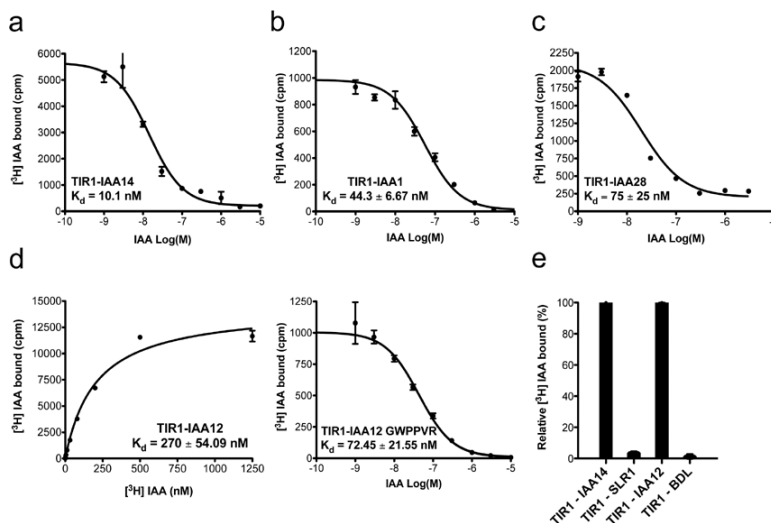 a
[³H] IAA bound (cpm)
6000
5000
4000
3000
2000
1000
0
TIR1-IAA14
Kd = 10.1 nM
-10 -9 -8 -7 -6 -5
IAA Log(M)
b
[³H] IAA bound (cpm)
1200
1000
800
600
400
200
0
TIR1-IAA1
Kd = 44.3 ± 6.67 nM
-10 -9 -8 -7 -6 -5
IAA Log(M)
c
[³H] IAA bound (cpm)
2250
2000
1750
1500
1250
1000
750
500
250
0
TIR1-IAA28
Kd = 75 ± 25 nM
-9 -8 -7 -6
IAA Log(M)
d
[³H] IAA bound (cpm)
15000
12500
10000
7500
5000
2500
0
TIR1-IAA12
Kd = 270 ± 54.09 nM
0 250 500 750 1000 1250
[³H] IAA (nM)
[³H] IAA bound (cpm)
1250
1000
750
500
250
0
TIR1-IAA12 GWPPVR
Kd = 72.45 ± 21.55 nM
-10 -9 -8 -7 -6 -5
IAA Log(M)
e
Relative [³H] IAA bound (%)
100
80
60
40
20
0
TIR1 - IAA14
TIR1 - SLR1
TIR1 - IAA12
TIR1 - BDL